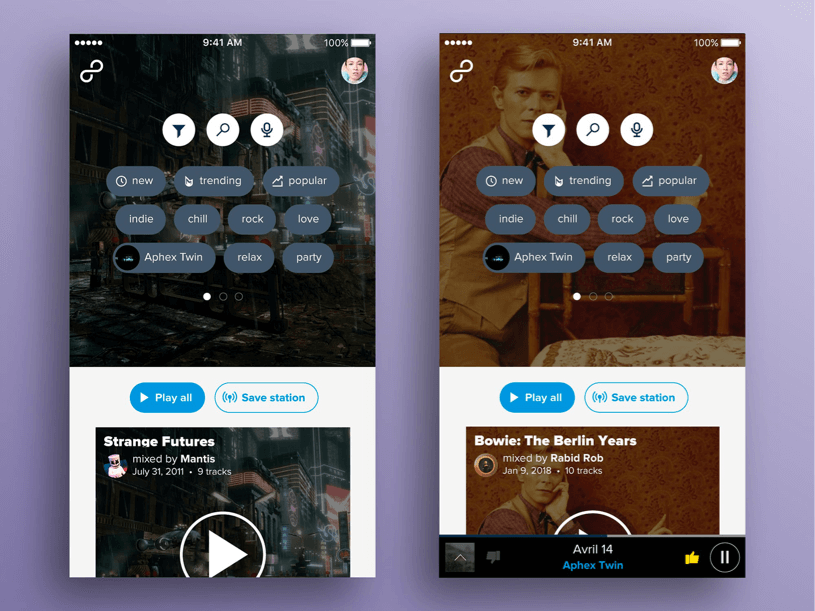 9:41 AM 100%
new trending popular
indie chill rock love
Aphex Twin relax party
Play all Save station
Strange Futures
mixed by Mantis
July 31, 2011 • 9 tracks
9:41 AM 100%
new trending popular
indie chill rock love
Aphex Twin relax party
Play all Save station
Bowie: The Berlin Years
mixed by Rabid Rob
Jan 9, 2018 • 10 tracks
Avril 14
Aphex Twin